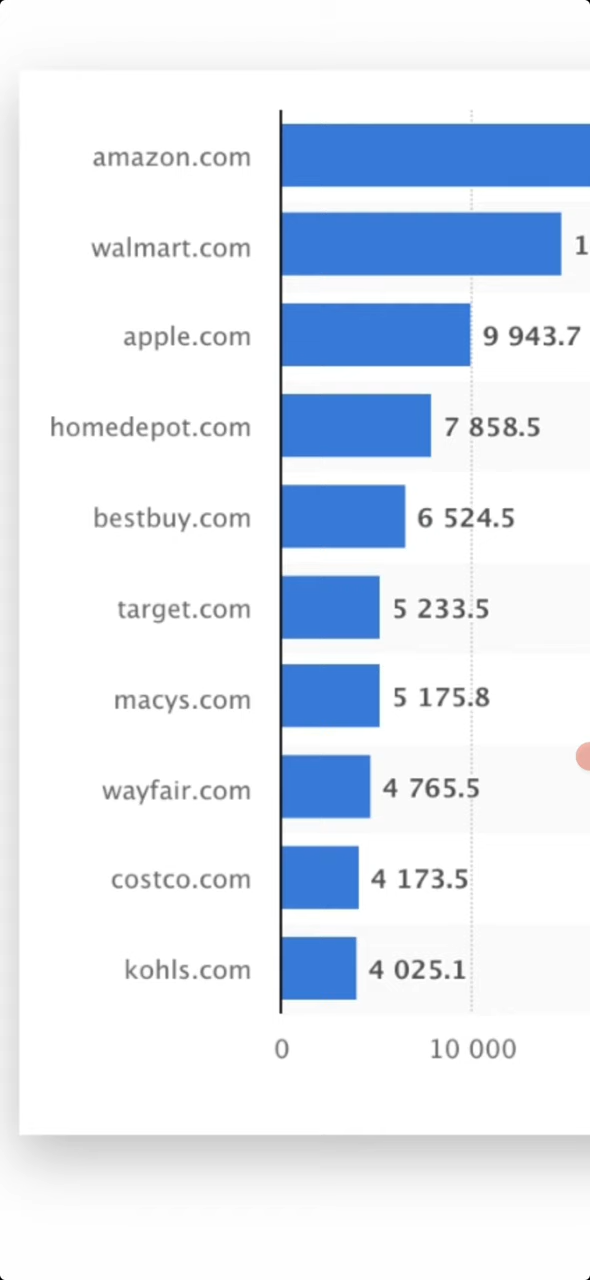 amazon.com
walmart.com 1
apple.com 9 943.7
homedepot.com 7 858.5
bestbuy.com 6 524.5
target.com 5 233.5
macys.com 5 175.8
wayfair.com 4 765.5
costco.com 4 173.5
kohls.com 4 025.1
0 10 000